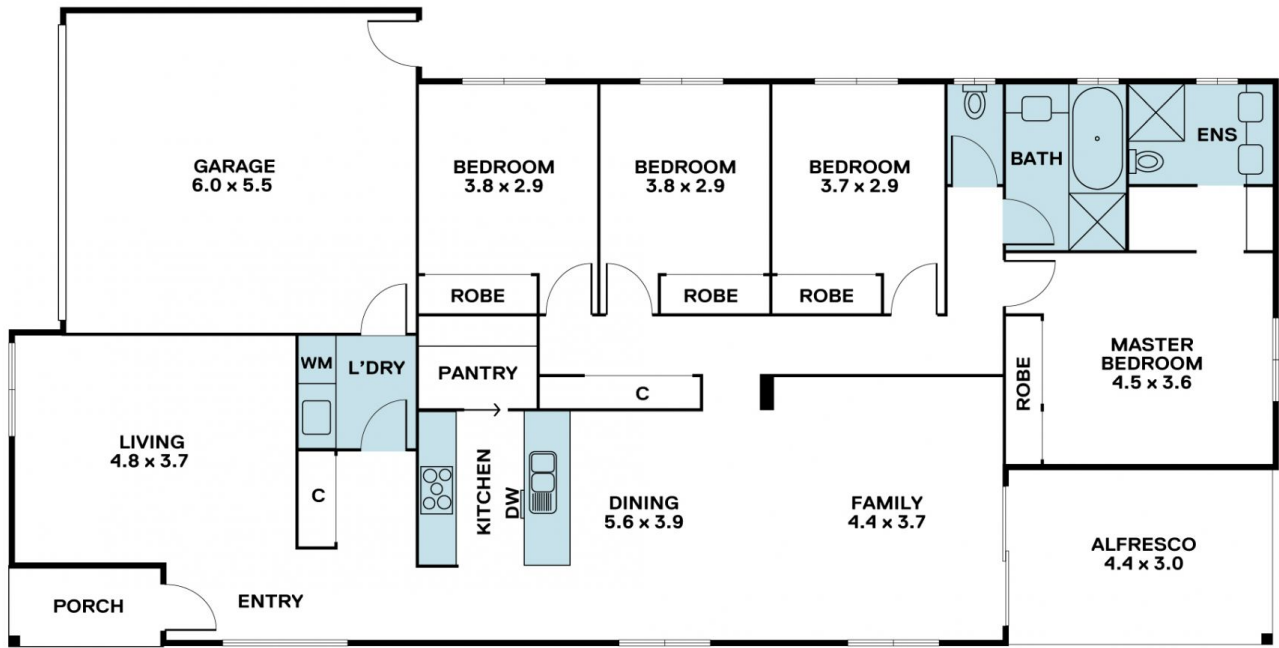 GARAGE
6.0 x 5.5
BEDROOM
3.8 x 2.9
BEDROOM
3.8 x 2.9
BEDROOM
3.7 x 2.9
BATH
ENS
ROBE
ROBE
ROBE
WM
L'DRY
PANTRY
C
ROBE
MASTER
BEDROOM
4.5 x 3.6
LIVING
4.8 x 3.7
C
KITCHEN
DW
DINING
5.6 x 3.9
FAMILY
4.4 x 3.7
ALFRESCO
4.4 x 3.0
PORCH
ENTRY